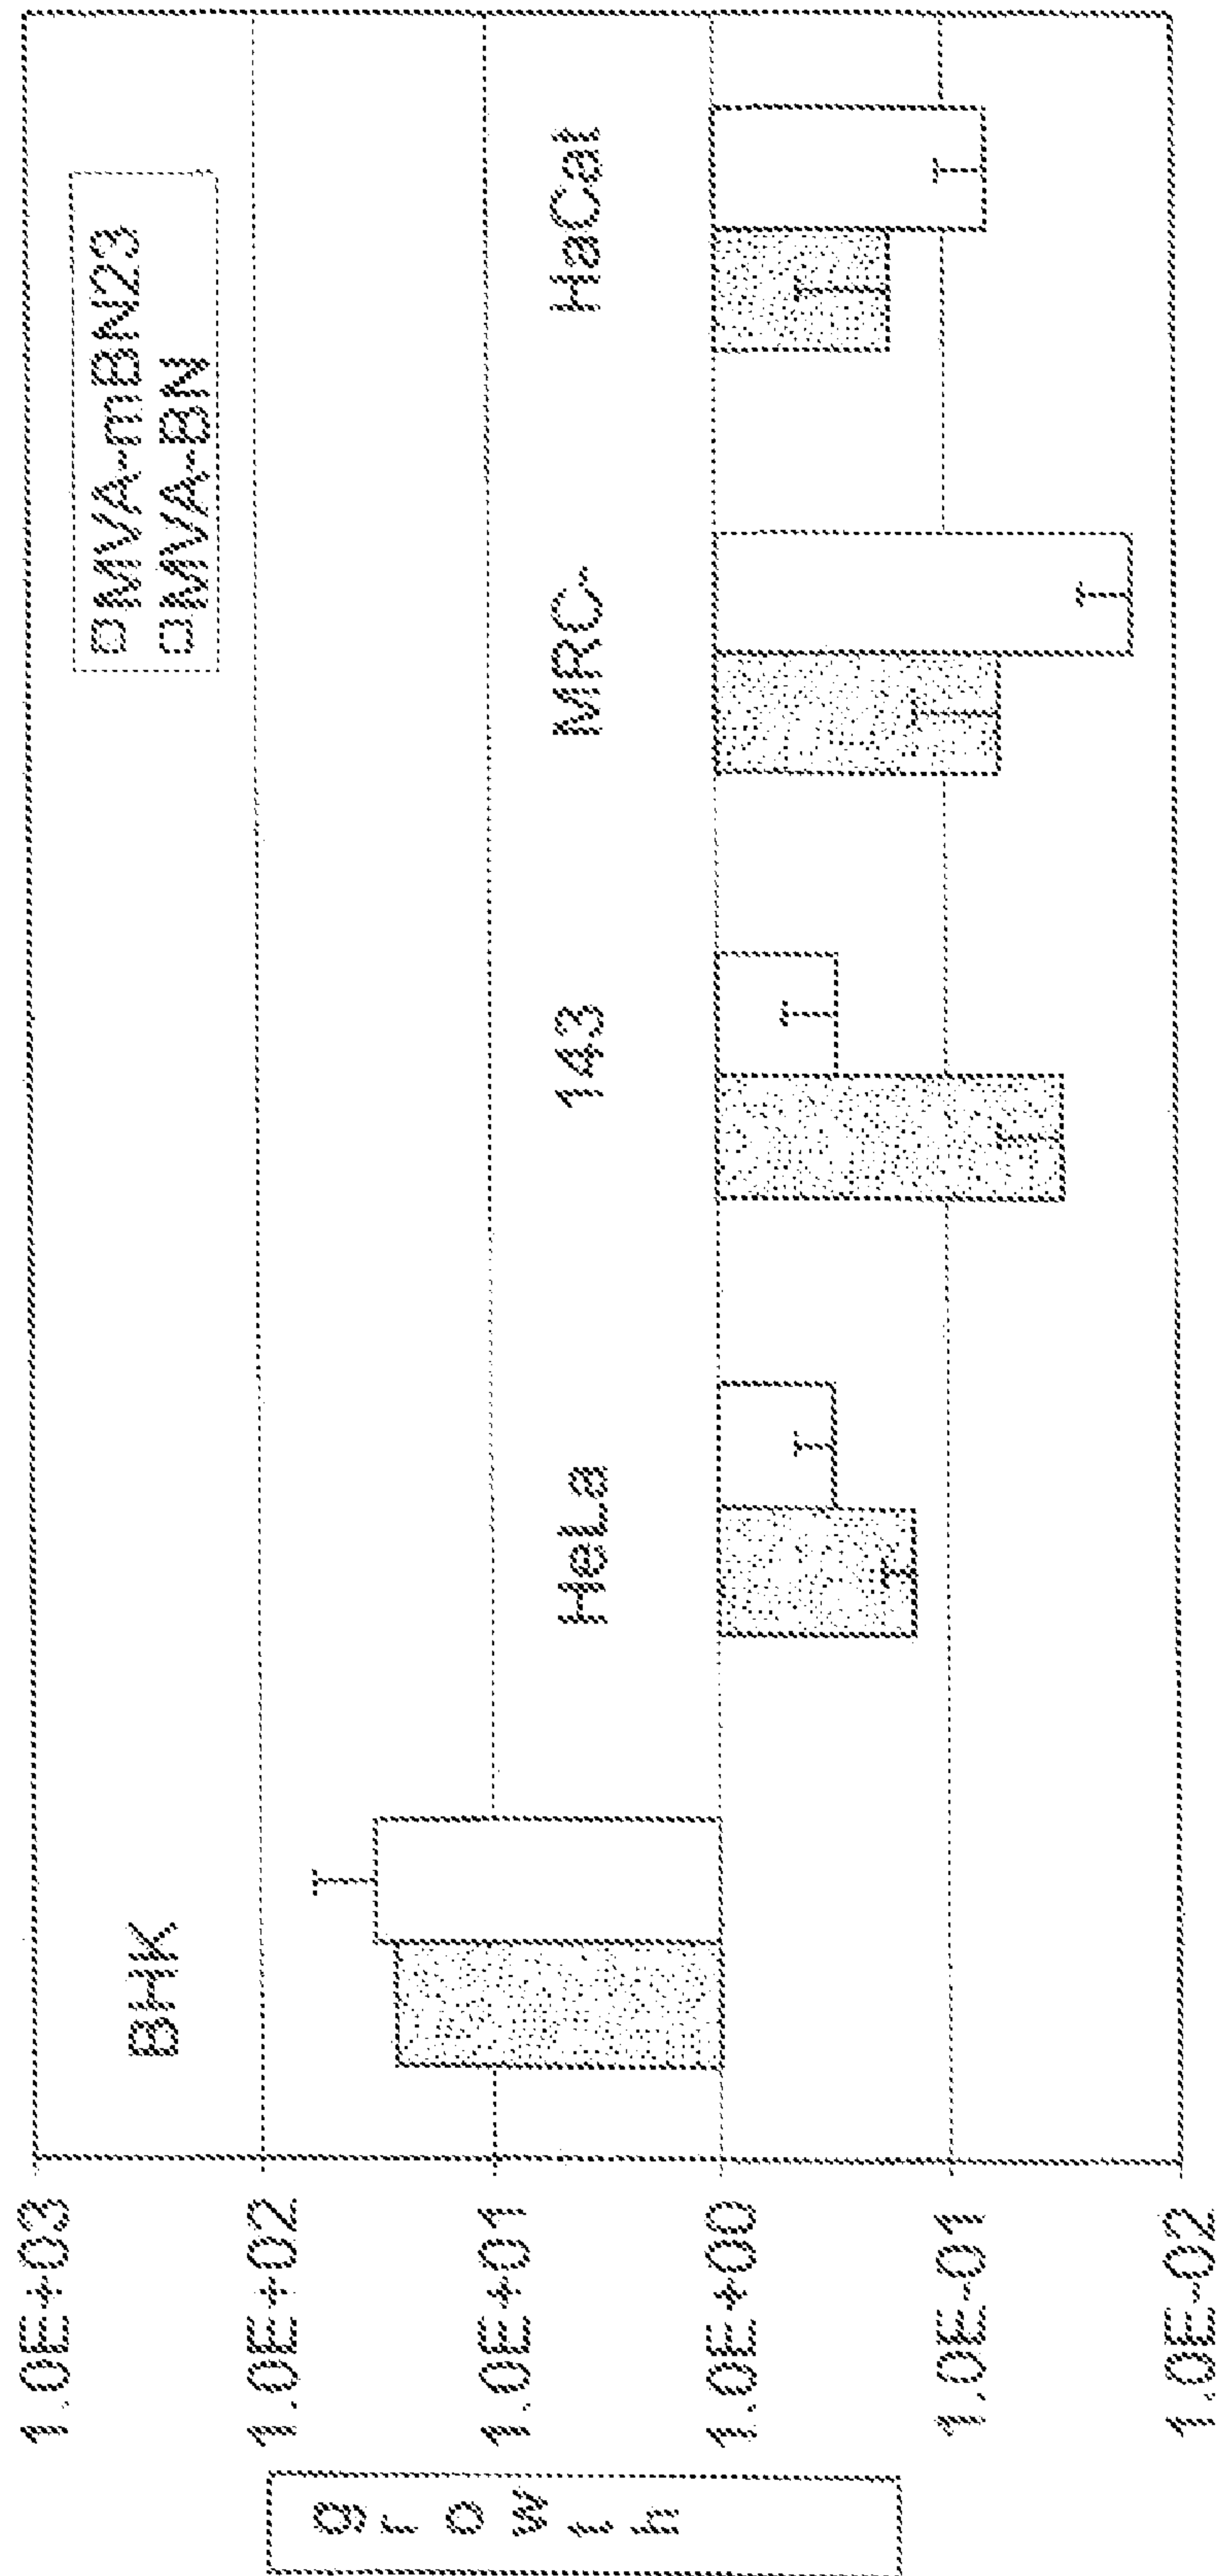 1.0E+03
1.0E+02
1.0E+01
1.0E+00
1.0E-01
1.0E-02
growth
BHK
HeLa
143
MRC-
HaCat
MVA-mBN23
MVA-BN